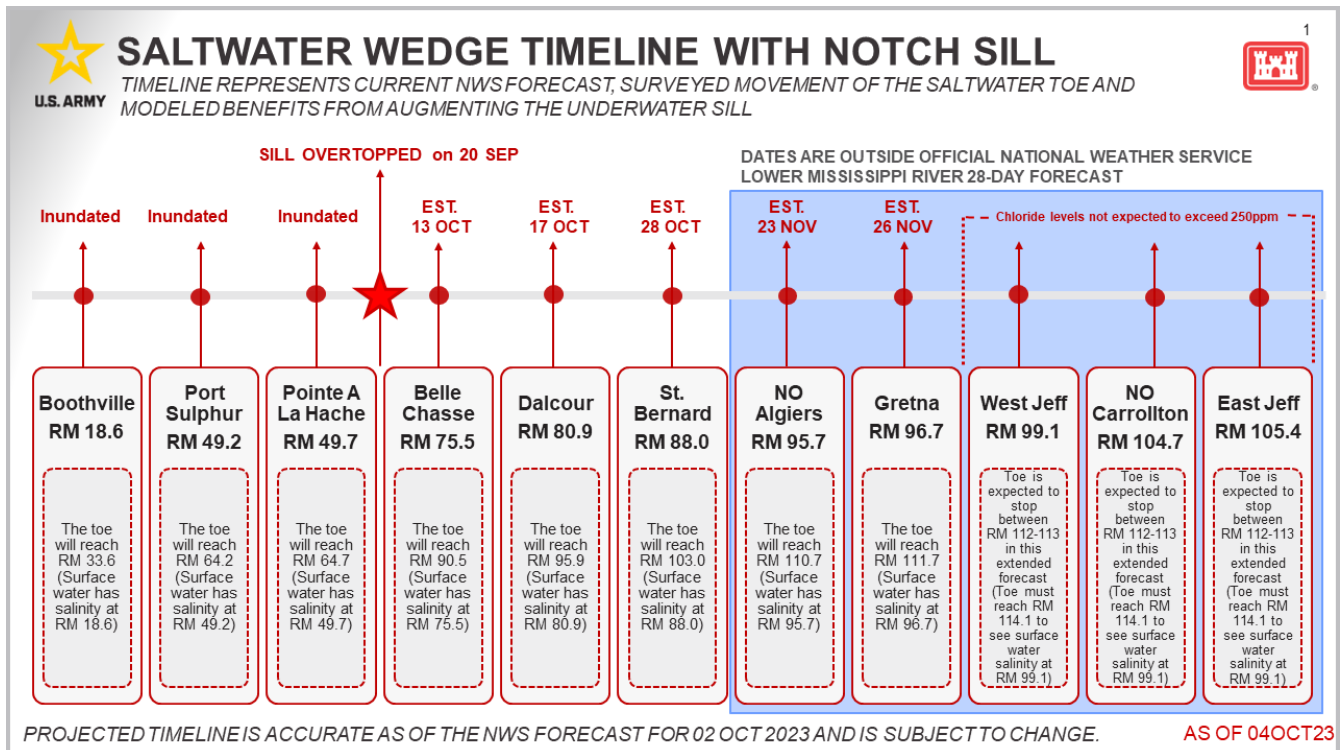 1
SALTWATER WEDGE TIMELINE WITH NOTCH SILL
U.S. ARMY
TIMELINE REPRESENTS CURRENT NWS FORECAST, SURVEYED MOVEMENT OF THE SALTWATER TOE AND
MODELED BENEFITS FROM AUGMENTING THE UNDERWATER SILL
SILL OVERTOPPED on 20 SEP
DATES ARE OUTSIDE OFFICIAL NATIONAL WEATHER SERVICE
LOWER MISSISSIPPI RIVER 28-DAY FORECAST
Inundated
Inundated
Inundated
EST.
13 OCT
EST.
17 OCT
EST.
28 OCT
EST.
23 NOV
EST.
26 NOV
Chloride levels not expected to exceed 250ppm
Boothville
RM 18.6
The toe
will reach
RM 33.6
(Surface
water has
salinity at
RM 18.6)
Port
Sulphur
RM 49.2
The toe
will reach
RM 64.2
(Surface
water has
salinity at
RM 49.2)
Pointe A
La Hache
RM 49.7
The toe
will reach
RM 64.7
(Surface
water has
salinity at
RM 49.7)
Belle
Chasse
RM 75.5
The toe
will reach
RM 90.5
(Surface
water has
salinity at
RM 75.5)
Dalcour
RM 80.9
The toe
will reach
RM 95.9
(Surface
water has
salinity at
RM 80.9)
St.
Bernard
RM 88.0
The toe
will reach
RM 103.0
(Surface
water has
salinity at
RM 88.0)
NO
Algiers
RM 95.7
The toe
will reach
RM 110.7
(Surface
water has
salinity at
RM 95.7)
Gretna
RM 96.7
The toe
will reach
RM 111.7
(Surface
water has
salinity at
RM 96.7)
West Jeff
RM 99.1
Toe is
expected to
stop
between
RM 112-113
in this
extended
forecast
(Toe must
reach RM
114.1 to
see surface
water
salinity at
RM 99.1)
NO
Carrollton
RM 104.7
Toe is
expected to
stop
between
RM 112-113
in this
extended
forecast
(Toe must
reach RM
114.1 to
see surface
water
salinity at
RM 99.1)
East Jeff
RM 105.4
Toe is
expected to
stop
between
RM 112-113
in this
extended
forecast
(Toe must
reach RM
114.1 to
see surface
water
salinity at
RM 99.1)
PROJECTED TIMELINE IS ACCURATE AS OF THE NWS FORECAST FOR 02 OCT 2023 AND IS SUBJECT TO CHANGE.
AS OF 04OCT23